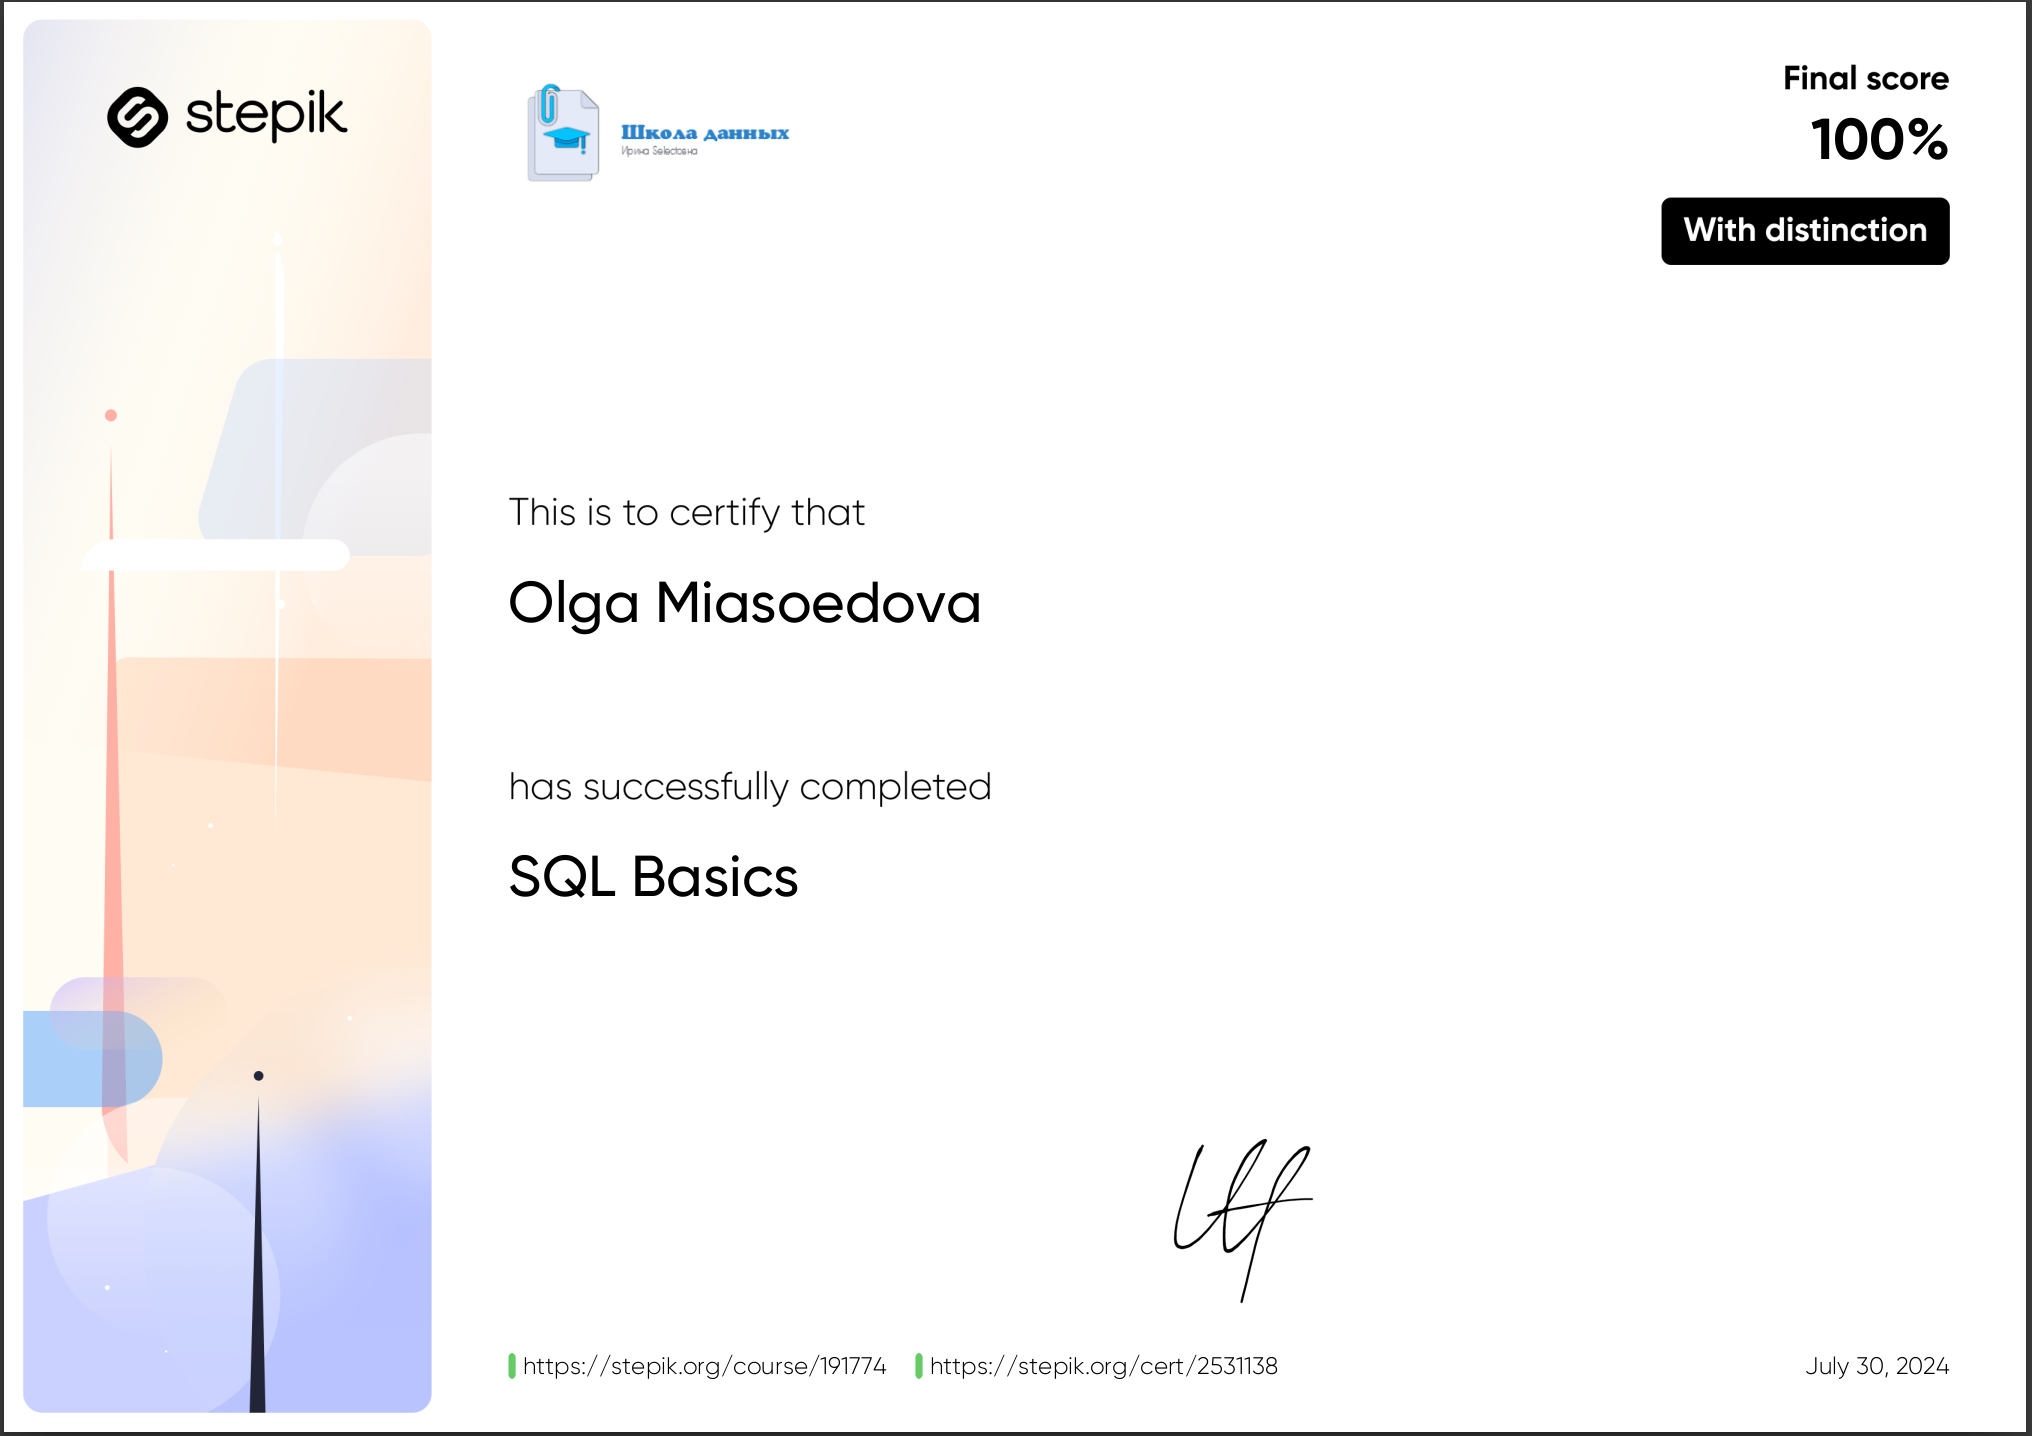 stepik
Школа данных
Ирина Selectовна
Final score
100%
With distinction
This is to certify that
Olga Miasoedova
has successfully completed
SQL Basics
https://stepik.org/course/191774
https://stepik.org/cert/2531138
July 30, 2024